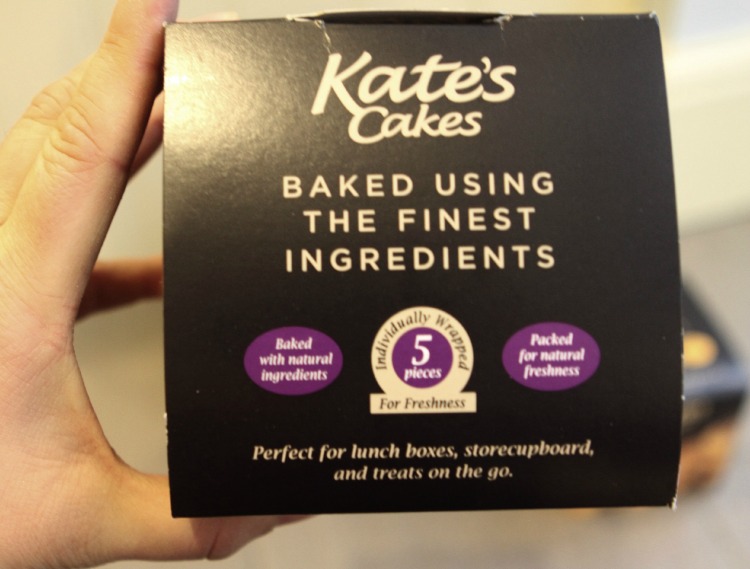 Kate's
Cakes
BAKED USING
THE FINEST
INGREDIENTS
Baked
with natural
ingredients
Individually Wrapped
5
pieces
For Freshness
Packed
for natural
freshness
Perfect for lunch boxes, storecupboard,
and treats on the go.